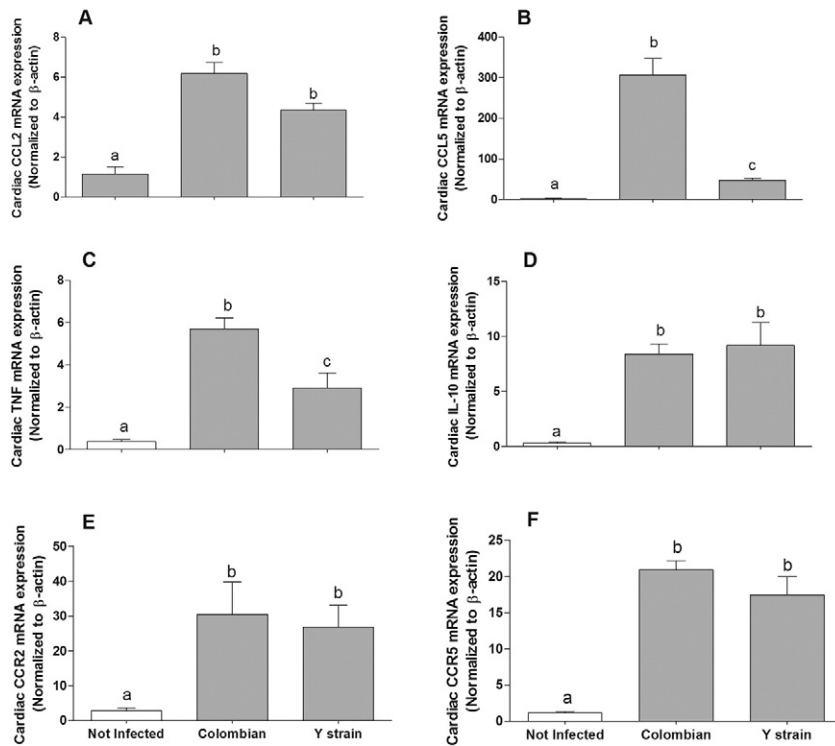 A
Cardiac CCL2 mRNA expression
(Normalized to β-actin)
8
6
4
2
0
a
b
b
B
Cardiac CCL5 mRNA expression
(Normalized to β-actin)
400
300
200
100
0
a
b
c
C
Cardiac TNF mRNA expression
(Normalized to β-actin)
8
6
4
2
0
a
b
c
D
Cardiac IL-10 mRNA expression
(Normalized to β-actin)
15
10
5
0
a
b
b
E
Cardiac CCR2 mRNA expression
(Normalized to β-actin)
50
40
30
20
10
0
a
b
b
Not Infected Colombian Y strain
F
Cardiac CCR5 mRNA expression
(Normalized to β-actin)
25
20
15
10
5
0
a
b
b
Not Infected Colombian Y strain